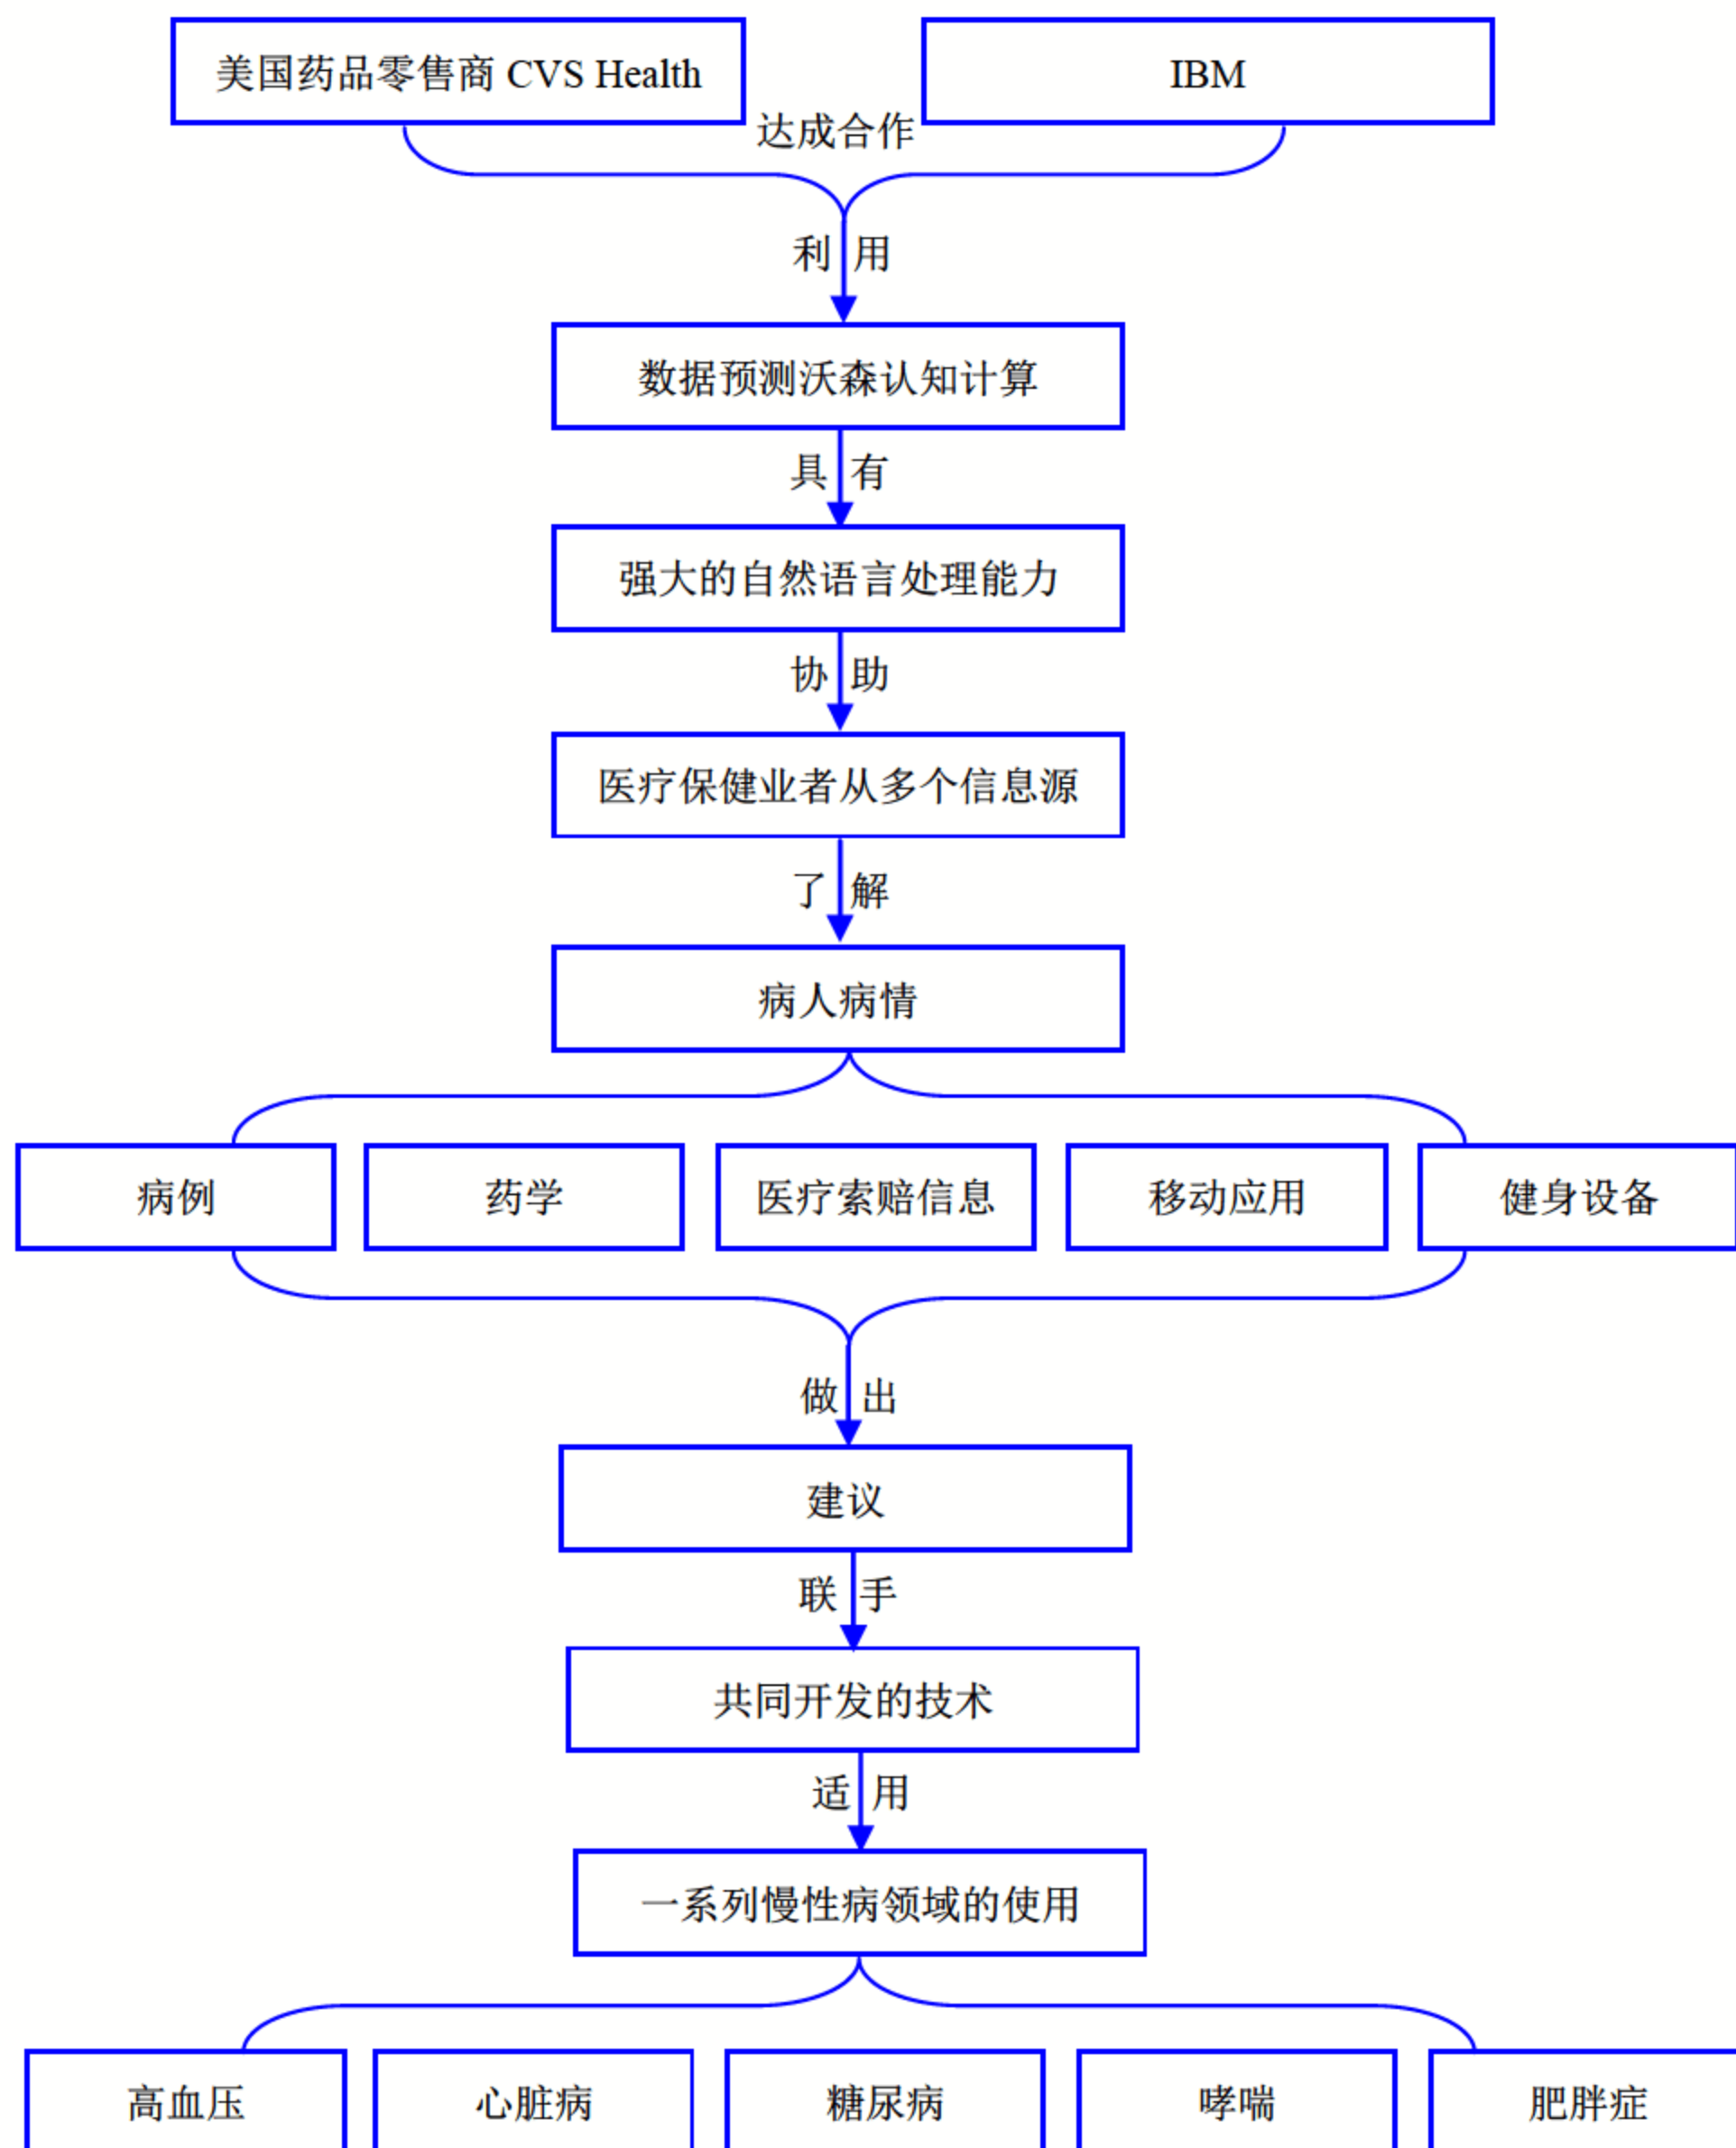 美国药品零售商 CVS Health
IBM
达成合作
利用
数据预测沃森认知计算
具有
强大的自然语言处理能力
协助
医疗保健业者从多个信息源
了解
病人病情
病例
药学
医疗索赔信息
移动应用
健身设备
做出
建议
联手
共同开发的技术
适用
一系列慢性病领域的使用
高血压
心脏病
糖尿病
哮喘
肥胖症